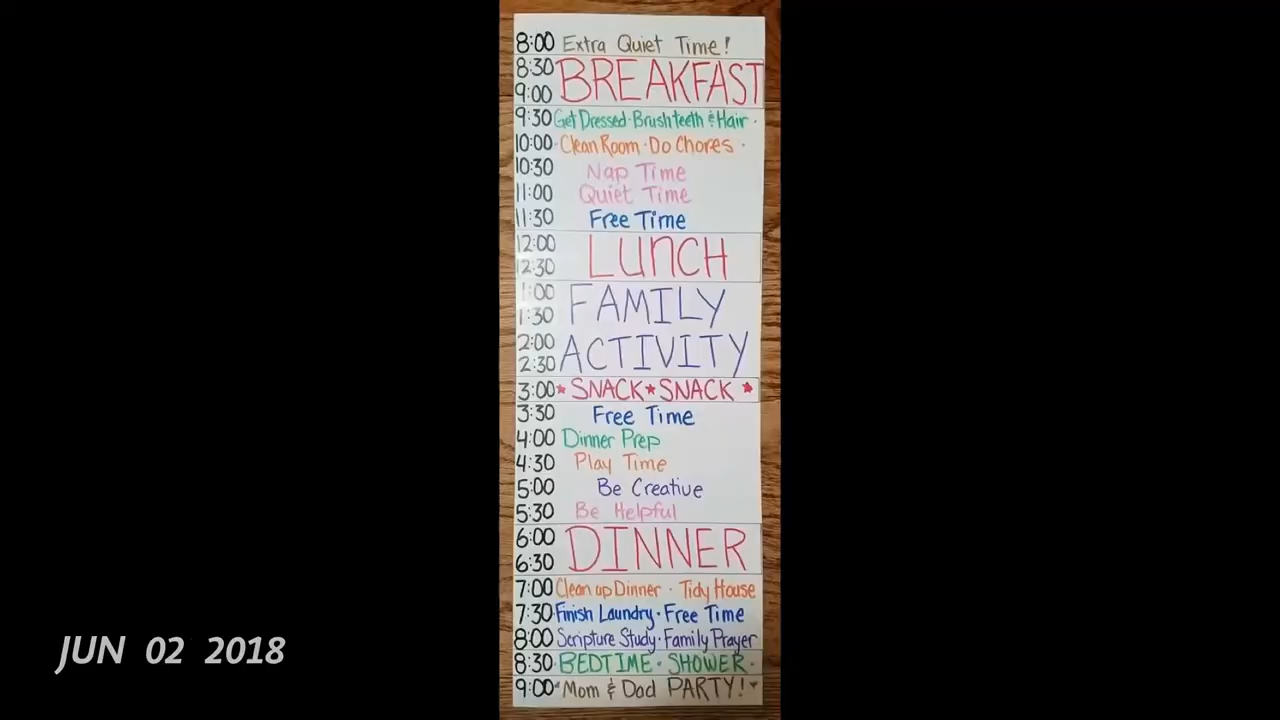 8:00 Extra Quiet Time!
8:30 BREAKFAST
9:00
9:30 Get Dressed · Brush teeth & Hair ·
10:00 · Clean Room · Do Chores ·
10:30 Nap Time
11:00 Quiet Time
11:30 Free Time
12:00 LUNCH
12:30
1:00 FAMILY
1:30
2:00 ACTIVITY
2:30
3:00 * SNACK * SNACK *
3:30 Free Time
4:00 Dinner Prep
4:30 Play Time
5:00 Be Creative
5:30 Be Helpful
6:00 DINNER
6:30
7:00 Clean up Dinner · Tidy House
7:30 · Finish Laundry · Free Time
8:00 Scripture Study · Family Prayer
8:30 · BEDTIME · SHOWER ·
9:00 Mom & Dad PARTY!
JUN 02 2018